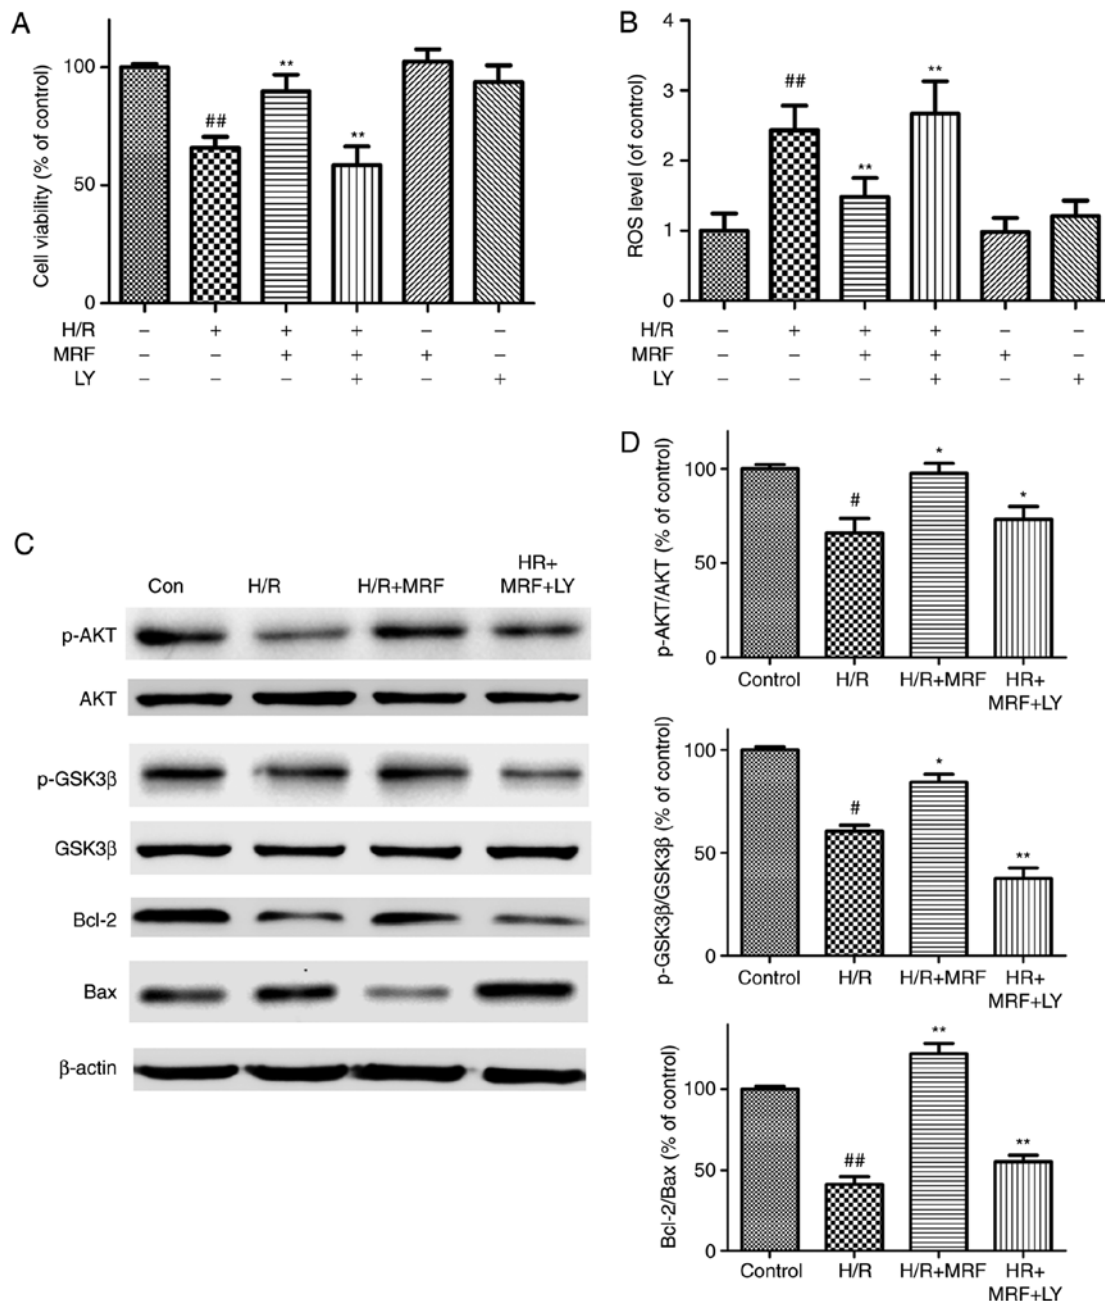 A
Cell viability (% of control)
100
50
0
##
**
**
H/R − + + + − −
MRF − − + + + −
LY − − − + − +
B
ROS level (of control)
4
3
2
1
0
##
**
**
H/R − + + + − −
MRF − − + + + −
LY − − − + − +
C
Con H/R H/R+MRF HR+
MRF+LY
p-AKT
AKT
p-GSK3β
GSK3β
Bcl-2
Bax
β-actin
D
p-AKT/AKT (% of control)
100
50
0
#
*
*
Control H/R H/R+MRF HR+
MRF+LY
p-GSK3β/GSK3β (% of control)
100
50
0
#
*
**
Control H/R H/R+MRF HR+
MRF+LY
Bcl-2/Bax (% of control)
100
50
0
##
**
**
Control H/R H/R+MRF HR+
MRF+LY